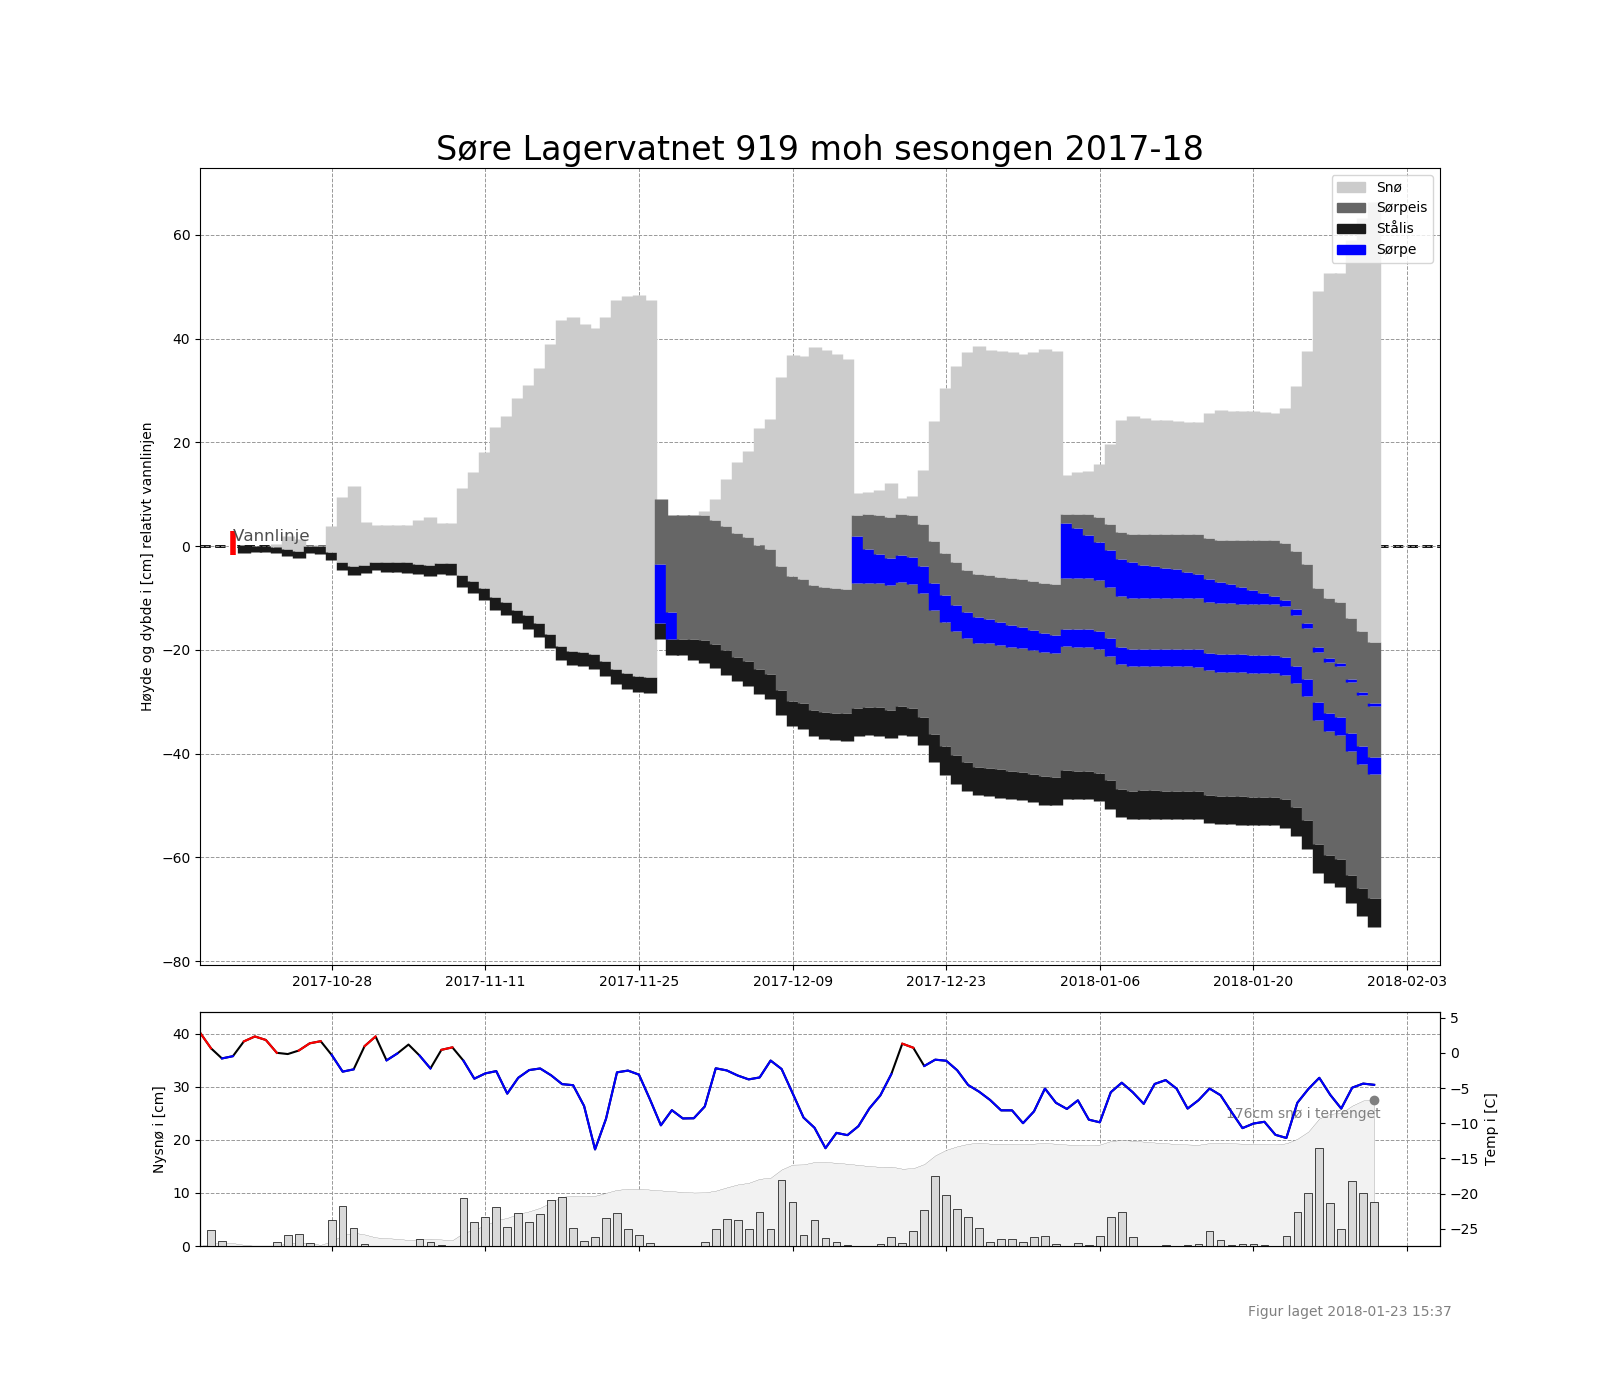 Søre Lagervatnet 919 moh sesongen 2017-18
Snø
Sørpeis
Stålis
Sørpe
Høyde og dybde i [cm] relativt vannlinjen
60
40
20
0
−20
−40
−60
−80
Vannlinje
2017-10-28 2017-11-11 2017-11-25 2017-12-09 2017-12-23 2018-01-06 2018-01-20 2018-02-03
Nysnø i [cm]
40
30
20
10
0
176cm snø i terrenget
5
0
−5
−10
−15
−20
−25
Temp i [C]
Figur laget 2018-01-23 15:37